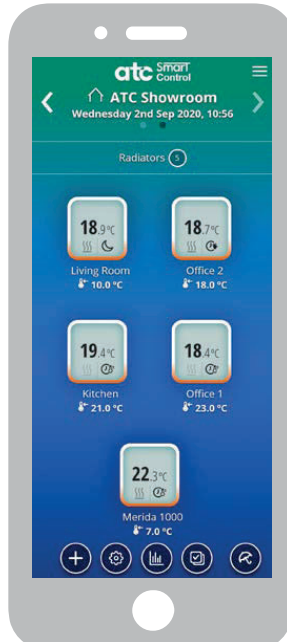 atc Smart Control
ATC Showroom
Wednesday 2nd Sep 2020, 10:56
Radiators 5
18.9°C
18.7°C
Living Room
Office 2
10.0 °C
18.0 °C
19.4°C
18.4°C
Kitchen
Office 1
21.0 °C
23.0 °C
22.3°C
Merida 1000
7.0 °C